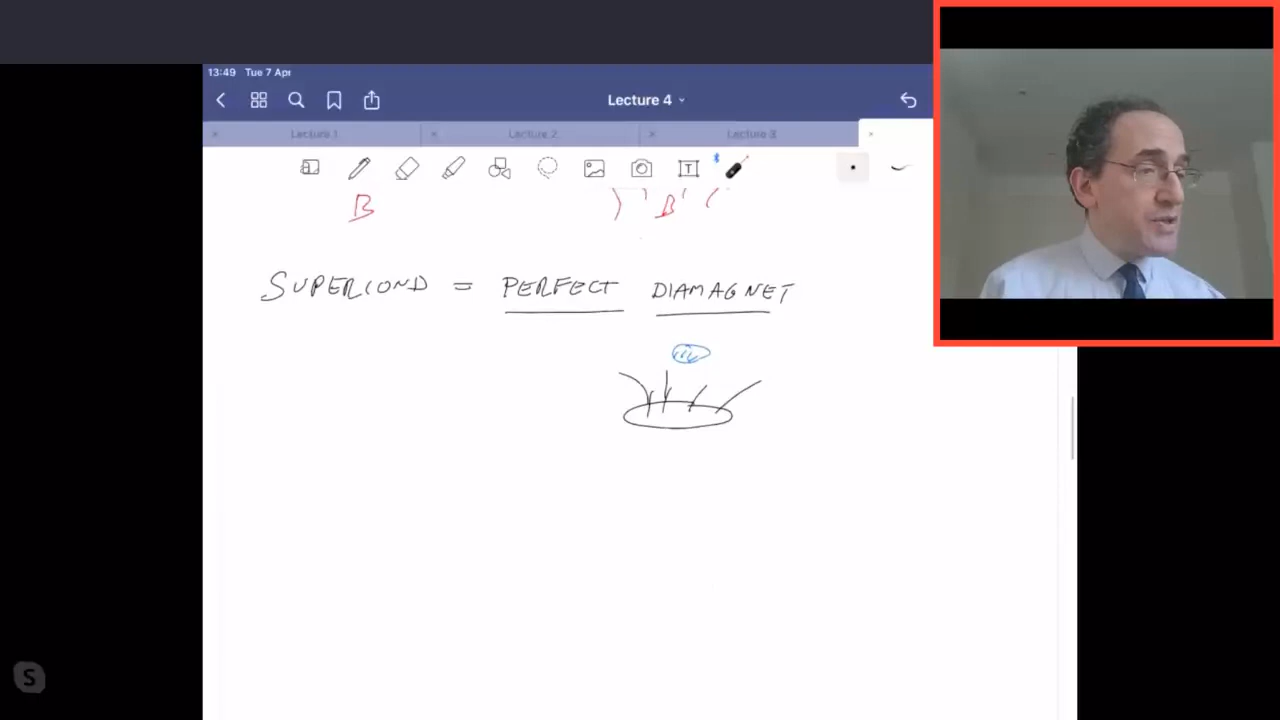 13:49 Tue 7 Apr
Lecture 4
Lecture 1 Lecture 2 Lecture 3
T
B B
SUPERCOND = PERFECT DIAMAGNET
S